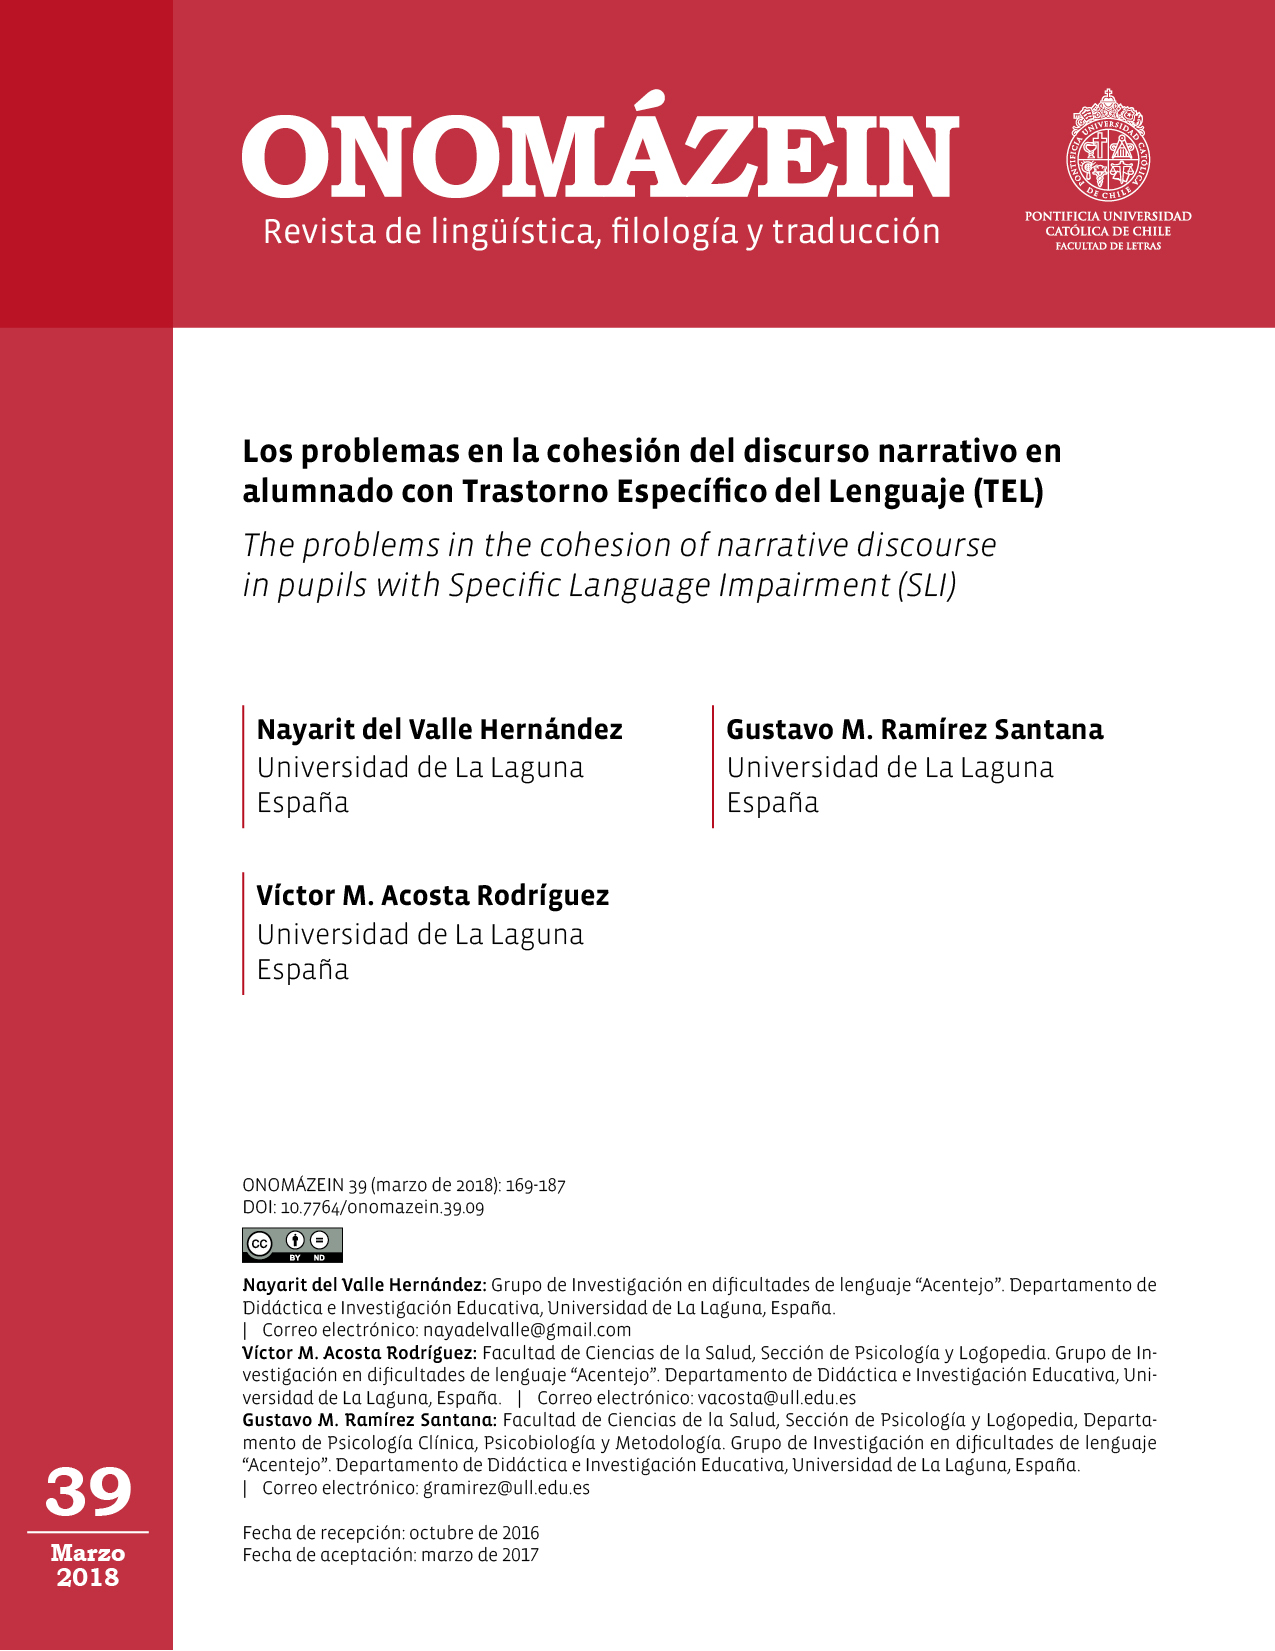 ONOMÁZEIN
Revista de lingüística, filología y traducción
PONTIFICIA UNIVERSIDAD CATÓLICA DE CHILE
PONTIFICIA UNIVERSIDAD
CATÓLICA DE CHILE
FACULTAD DE LETRAS
Los problemas en la cohesión del discurso narrativo en
alumnado con Trastorno Específico del Lenguaje (TEL)
The problems in the cohesion of narrative discourse
in pupils with Specific Language Impairment (SLI)
Nayarit del Valle Hernández
Universidad de La Laguna
España
Gustavo M. Ramírez Santana
Universidad de La Laguna
España
Víctor M. Acosta Rodríguez
Universidad de La Laguna
España
ONOMÁZEIN 39 (marzo de 2018): 169-187
DOI: 10.7764/onomazein.39.09
CC BY ND
Nayarit del Valle Hernández: Grupo de Investigación en dificultades de lenguaje “Acentejo”. Departamento de
Didáctica e Investigación Educativa, Universidad de La Laguna, España.
| Correo electrónico: nayadelvalle@gmail.com
Víctor M. Acosta Rodríguez: Facultad de Ciencias de la Salud, Sección de Psicología y Logopedia. Grupo de In-
vestigación en dificultades de lenguaje “Acentejo”. Departamento de Didáctica e Investigación Educativa, Uni-
versidad de La Laguna, España. | Correo electrónico: vacosta@ull.edu.es
Gustavo M. Ramírez Santana: Facultad de Ciencias de la Salud, Sección de Psicología y Logopedia, Departa-
mento de Psicología Clínica, Psicobiología y Metodología. Grupo de Investigación en dificultades de lenguaje
“Acentejo”. Departamento de Didáctica e Investigación Educativa, Universidad de La Laguna, España.
| Correo electrónico: gramirez@ull.edu.es
Fecha de recepción: octubre de 2016
Fecha de aceptación: marzo de 2017
39
Marzo
2018